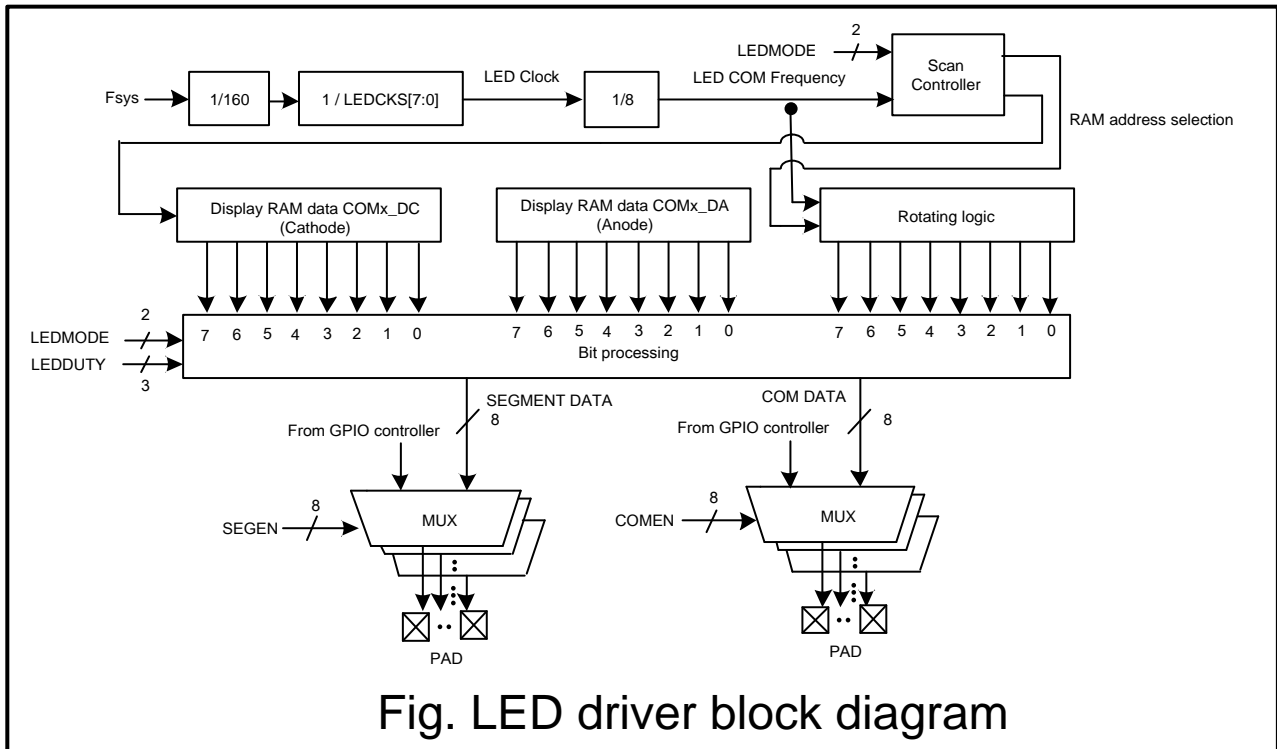 2
LEDMODE
Scan
Controller
LED Clock
LED COM Frequency
Fsys
1/160
1 / LEDCKS[7:0]
1/8
RAM address selection
Display RAM data COMx_DC
(Cathode)
Display RAM data COMx_DA
(Anode)
Rotating logic
2
LEDMODE
7 6 5 4 3 2 1 0
7 6 5 4 3 2 1 0
7 6 5 4 3 2 1 0
Bit processing
LEDDUTY
3
SEGMENT DATA
8
COM DATA
8
From GPIO controller
From GPIO controller
8
SEGEN
MUX
8
COMEN
MUX
PAD
PAD
Fig. LED driver block diagram